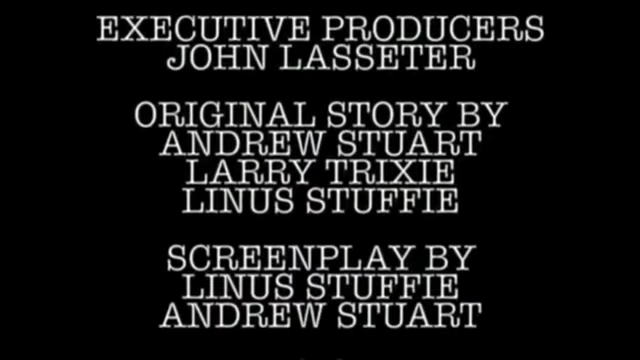 EXECUTIVE PRODUCERS
JOHN LASSETER
ORIGINAL STORY BY
ANDREW STUART
LARRY TRIXIE
LINUS STUFFIE
SCREENPLAY BY
LINUS STUFFIE
ANDREW STUART